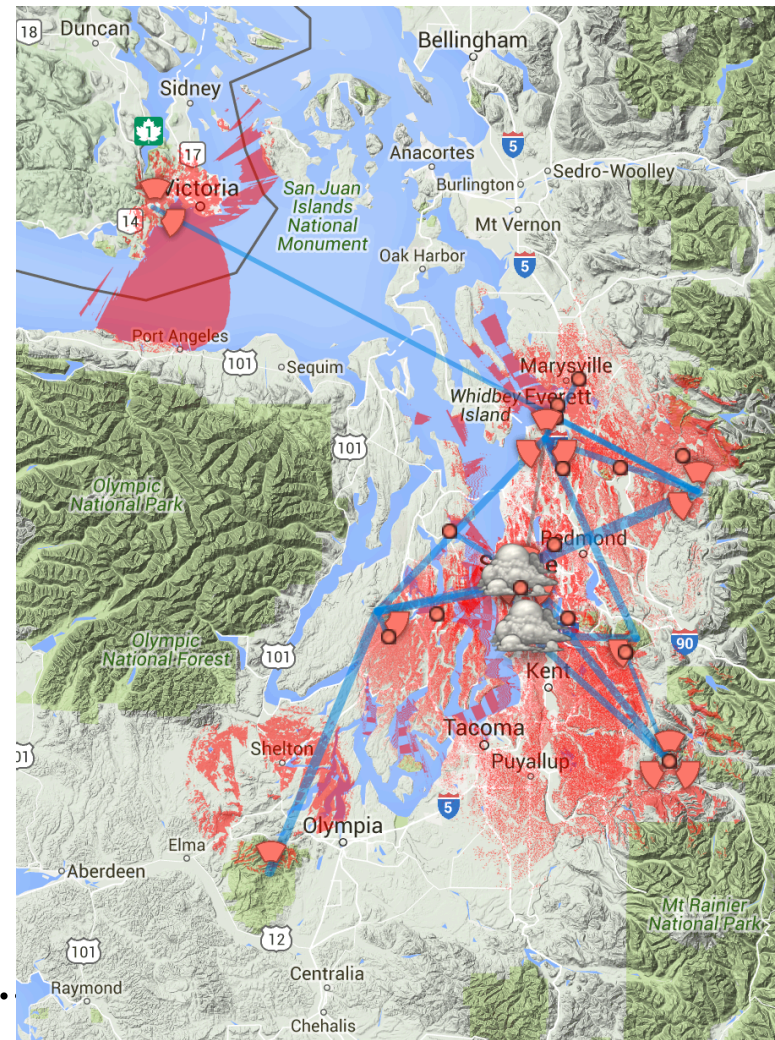 18
Duncan
Bellingham
Sidney
1
17
5
Anacortes
Sedro-Woolley
Burlington
Victoria
San Juan
Islands
National
Monument
14
Mt Vernon
Oak Harbor
5
Port Angeles
101
Sequim
Marysville
Whidbey
Island
Everett
101
Olympic
National Park
Redmond
Olympic
National Forest
101
90
Kent
Tacoma
Shelton
Puyallup
5
Olympia
Elma
Aberdeen
Mt Rainier
National Park
12
101
Centralia
Raymond
Chehalis